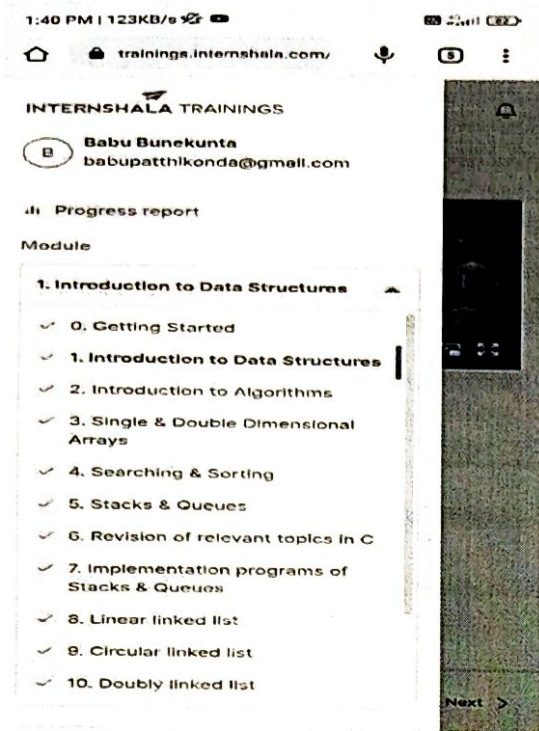 1:40 PM | 123KB/s
trainings.internshala.com/
5
INTERNSHALA TRAININGS
B
Babu Bunekunta
babupatthikonda@gmail.com
Progress report
Module
1. Introduction to Data Structures
0. Getting Started
1. Introduction to Data Structures
2. Introduction to Algorithms
3. Single & Double Dimensional
Arrays
4. Searching & Sorting
5. Stacks & Queues
6. Revision of relevant topics in C
7. Implementation programs of
Stacks & Queues
8. Linear linked list
9. Circular linked list
10. Doubly linked list
Next >